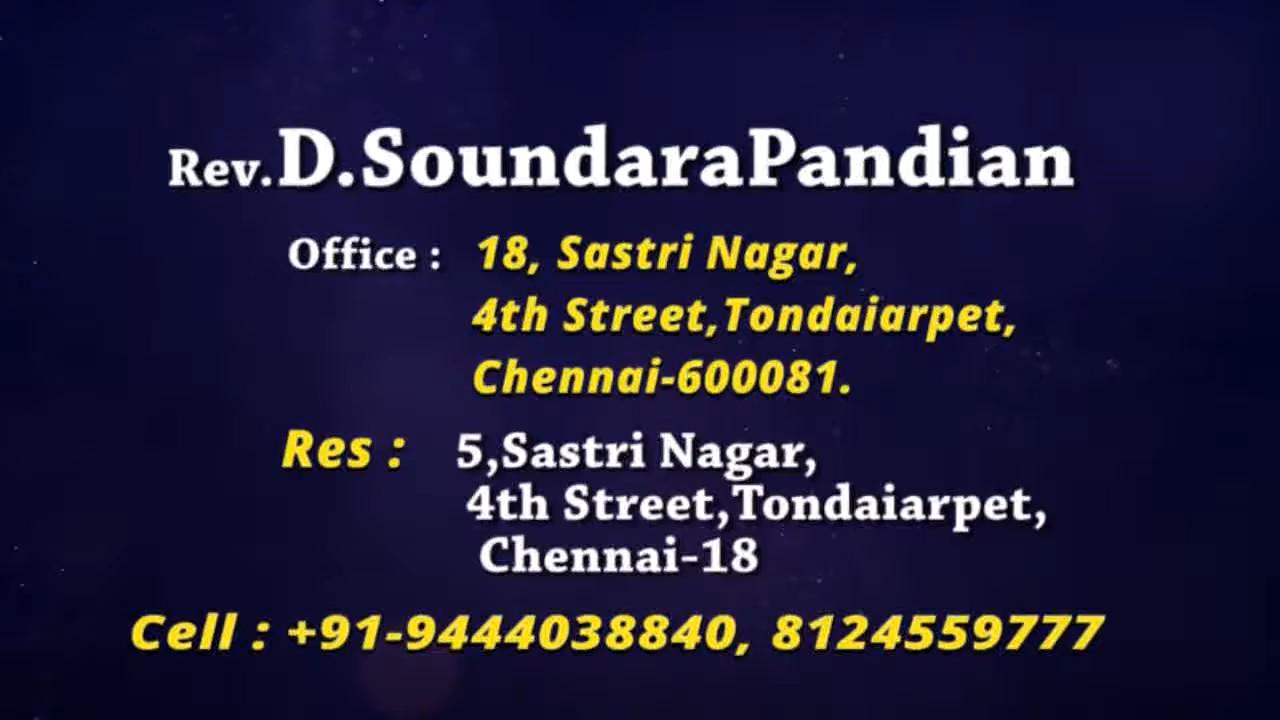 Rev.D.SoundaraPandian
Office : 18, Sastri Nagar,
4th Street,Tondaiarpet,
Chennai-600081.
Res : 5,Sastri Nagar,
4th Street,Tondaiarpet,
Chennai-18
Cell : +91-9444038840, 8124559777